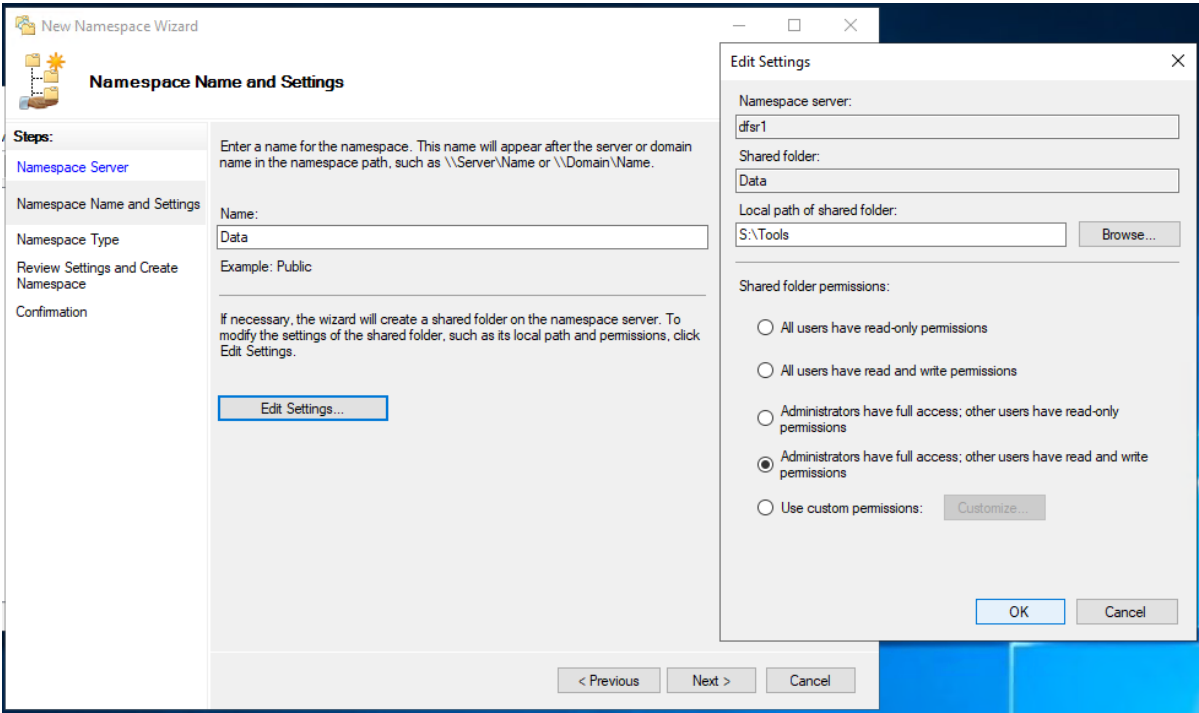 New Namespace Wizard
Namespace Name and Settings
Steps:
Namespace Server
Namespace Name and Settings
Namespace Type
Review Settings and Create
Namespace
Confirmation
Enter a name for the namespace. This name will appear after the server or domain
name in the namespace path, such as \\Server\Name or \\Domain\Name.
Name:
Data
Example: Public
If necessary, the wizard will create a shared folder on the namespace server. To
modify the settings of the shared folder, such as its local path and permissions, click
Edit Settings.
Edit Settings...
< Previous
Next >
Cancel
Edit Settings
Namespace server:
dfsr1
Shared folder:
Data
Local path of shared folder:
S:\Tools
Browse...
Shared folder permissions:
All users have read-only permissions
All users have read and write permissions
Administrators have full access; other users have read-only
permissions
Administrators have full access; other users have read and write
permissions
Use custom permissions:
Customize...
OK
Cancel